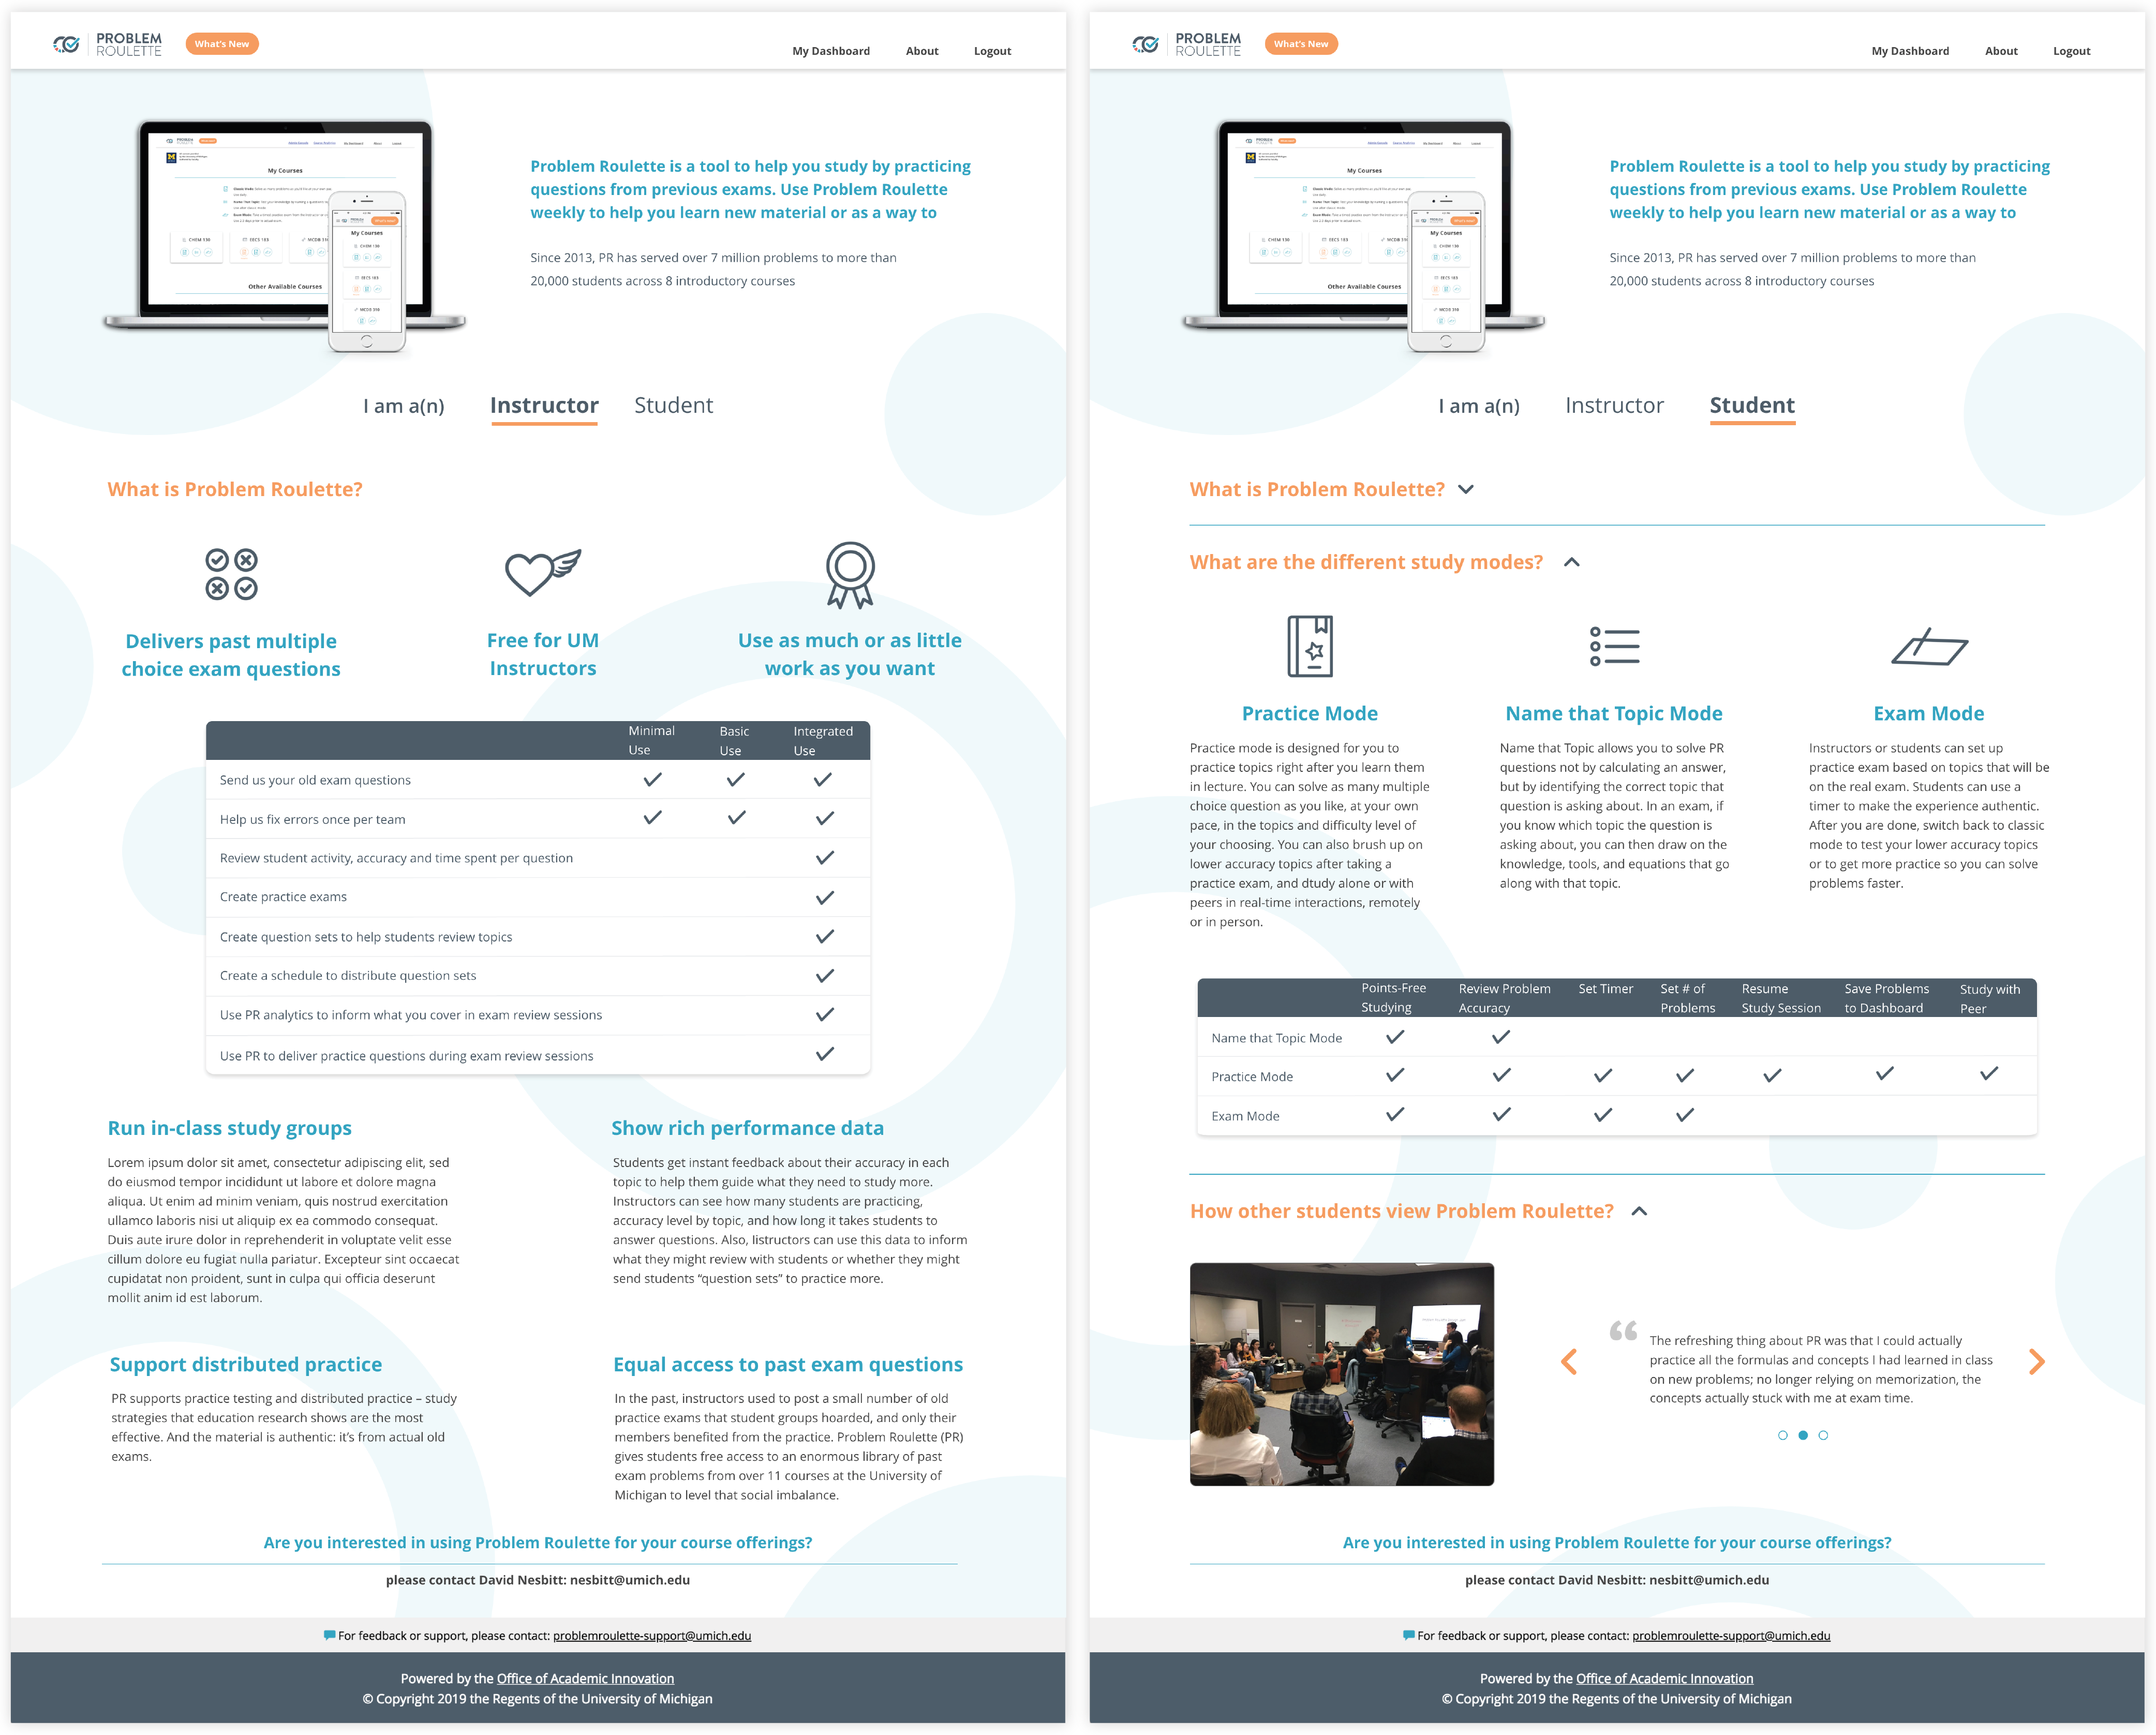 PROBLEM
ROULETTE
What's New
My Dashboard About Logout
My Courses
CHEM 130 EECS 183
Other Available Courses
My Courses
CHEM 130
EECS 183
Problem Roulette is a tool to help you study by practicing
questions from previous exams. Use Problem Roulette
weekly to help you learn new material or as a way to
Since 2013, PR has served over 7 million problems to more than
20,000 students across 8 introductory courses
I am a(n) Instructor Student
What is Problem Roulette?
Delivers past multiple
choice exam questions
Free for UM
Instructors
Use as much or as little
work as you want
Minimal Use Basic Use Integrated Use
Send us your old exam questions
Help us fix errors once per team
Review student activity, accuracy and time spent per question
Create practice exams
Create question sets to help students review topics
Create a schedule to distribute question sets
Use PR analytics to inform what you cover in exam review sessions
Use PR to deliver practice questions during exam review sessions
Run in-class study groups
Lorem ipsum dolor sit amet, consectetur adipiscing elit, sed
do eiusmod tempor incididunt ut labore et dolore magna
aliqua. Ut enim ad minim veniam, quis nostrud exercitation
ullamco laboris nisi ut aliquip ex ea commodo consequat.
Duis aute irure dolor in reprehenderit in voluptate velit esse
cillum dolore eu fugiat nulla pariatur. Excepteur sint occaecat
cupidatat non proident, sunt in culpa qui officia deserunt
mollit anim id est laborum.
Show rich performance data
Students get instant feedback about their accuracy in each
topic to help them guide what they need to study more.
Instructors can see how many students are practicing,
accuracy level by topic, and how long it takes students to
answer questions. Also, listructors can use this data to inform
what they might review with students or whether they might
send students “question sets” to practice more.
Support distributed practice
PR supports practice testing and distributed practice – study
strategies that education research shows are the most
effective. And the material is authentic: it’s from actual old
exams.
Equal access to past exam questions
In the past, instructors used to post a small number of old
practice exams that student groups hoarded, and only their
members benefited from the practice. Problem Roulette (PR)
gives students free access to an enormous library of past
exam problems from over 11 courses at the University of
Michigan to level that social imbalance.
Are you interested in using Problem Roulette for your course offerings?
please contact David Nesbitt: nesbitt@umich.edu
For feedback or support, please contact: problemroulette-support@umich.edu
Powered by the Office of Academic Innovation
© Copyright 2019 the Regents of the University of Michigan
PROBLEM
ROULETTE
What's New
My Dashboard About Logout
My Courses
CHEM 130 EECS 183
Other Available Courses
My Courses
CHEM 130
EECS 183
Problem Roulette is a tool to help you study by practicing
questions from previous exams. Use Problem Roulette
weekly to help you learn new material or as a way to
Since 2013, PR has served over 7 million problems to more than
20,000 students across 8 introductory courses
I am a(n) Instructor Student
What is Problem Roulette?
What are the different study modes?
Practice Mode
Practice mode is designed for you to
practice topics right after you learn them
in lecture. You can solve as many multiple
choice question as you like, at your own
pace, in the topics and difficulty level of
your choosing. You can also brush up on
lower accuracy topics after taking a
practice exam, and dtudy alone or with
peers in real-time interactions, remotely
or in person.
Name that Topic Mode
Name that Topic allows you to solve PR
questions not by calculating an answer,
but by identifying the correct topic that
question is asking about. In an exam, if
you know which topic the question is
asking about, you can then draw on the
knowledge, tools, and equations that go
along with that topic.
Exam Mode
Instructors or students can set up
practice exam based on topics that will be
on the real exam. Students can use a
timer to make the experience authentic.
After you are done, switch back to classic
mode to test your lower accuracy topics
or to get more practice so you can solve
problems faster.
Points-Free Studying Review Problem Accuracy Set Timer Set # of Problems Resume Study Session Save Problems to Dashboard Study with Peer
Name that Topic Mode
Practice Mode
Exam Mode
How other students view Problem Roulette?
“ The refreshing thing about PR was that I could actually
practice all the formulas and concepts I had learned in class
on new problems; no longer relying on memorization, the
concepts actually stuck with me at exam time.
Are you interested in using Problem Roulette for your course offerings?
please contact David Nesbitt: nesbitt@umich.edu
For feedback or support, please contact: problemroulette-support@umich.edu
Powered by the Office of Academic Innovation
© Copyright 2019 the Regents of the University of Michigan